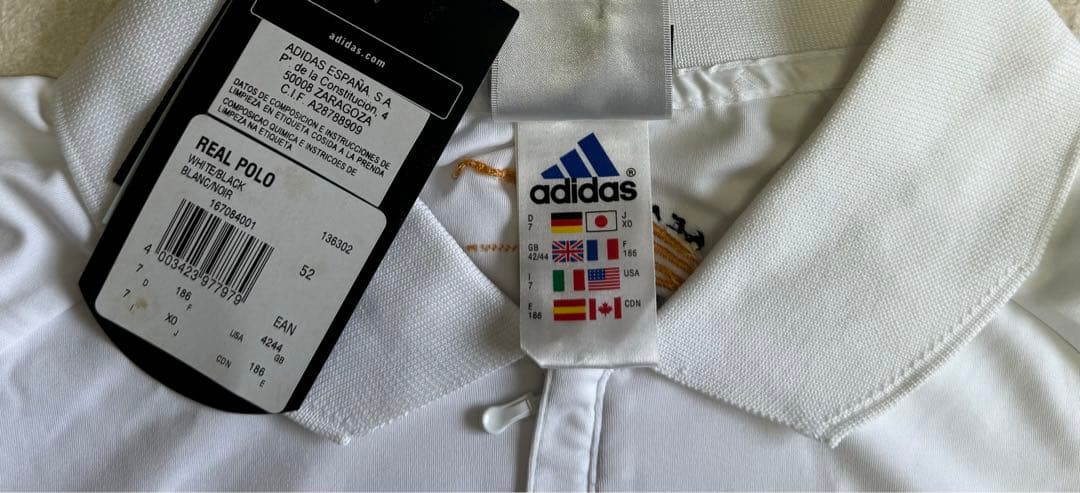 adidas.com
ADIDAS ESPAÑA, S A
Pº de la Constitucion, 4
50008 ZARAGOZA
C.I.F. A28788909
DATOS DE COMPOSICION E INSTRUCCIONES DE
LIMPIEZA EN ETIQUETA COSIDA A LA PRENDA
COMPOSICAO QUIMICA E INSTRICOES DE
LIMPEZA NA ETIQUETA
REAL POLO
WHITE/BLACK
BLANC/NOIR
167084001
136302
4 003423 977979
52
EAN
7 186 XO USA 4244
D F J GB
7 CDN 186
I E
adidas ®
D 7 J XO
GB 42/44 F 186
I 7 USA
E 186 CDN